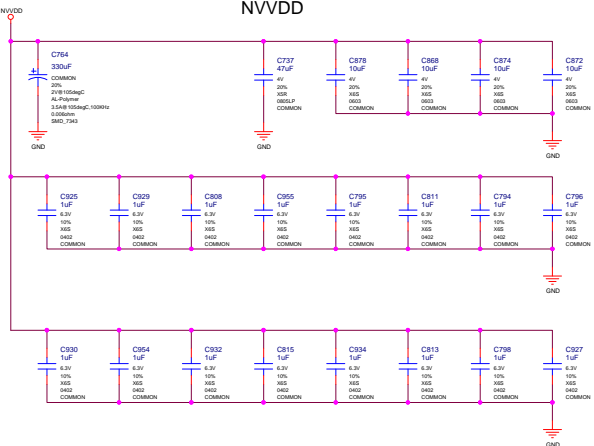 NVVDD
NVVDD
C764
330uF
COMMON
20%
2V@105degC
AL-Polymer
3.5A@105degC,100KHz
0.006ohm
SMD_7343
GND
C737
47uF
4V
20%
X5R
0805LP
COMMON
GND
C878
10uF
4V
20%
X6S
0603
COMMON
C868
10uF
4V
20%
X6S
0603
COMMON
C874
10uF
4V
20%
X6S
0603
COMMON
C872
10uF
4V
20%
X6S
0603
COMMON
GND
C925
1uF
6.3V
10%
X6S
0402
COMMON
C929
1uF
6.3V
10%
X6S
0402
COMMON
C808
1uF
6.3V
10%
X6S
0402
COMMON
C955
1uF
6.3V
10%
X6S
0402
COMMON
C795
1uF
6.3V
10%
X6S
0402
COMMON
C811
1uF
6.3V
10%
X6S
0402
COMMON
C794
1uF
6.3V
10%
X6S
0402
COMMON
C796
1uF
6.3V
10%
X6S
0402
COMMON
GND
C930
1uF
6.3V
10%
X6S
0402
COMMON
C954
1uF
6.3V
10%
X6S
0402
COMMON
C932
1uF
6.3V
10%
X6S
0402
COMMON
C815
1uF
6.3V
10%
X6S
0402
COMMON
C934
1uF
6.3V
10%
X6S
0402
COMMON
C813
1uF
6.3V
10%
X6S
0402
COMMON
C798
1uF
6.3V
10%
X6S
0402
COMMON
C927
1uF
6.3V
10%
X6S
0402
COMMON
GND